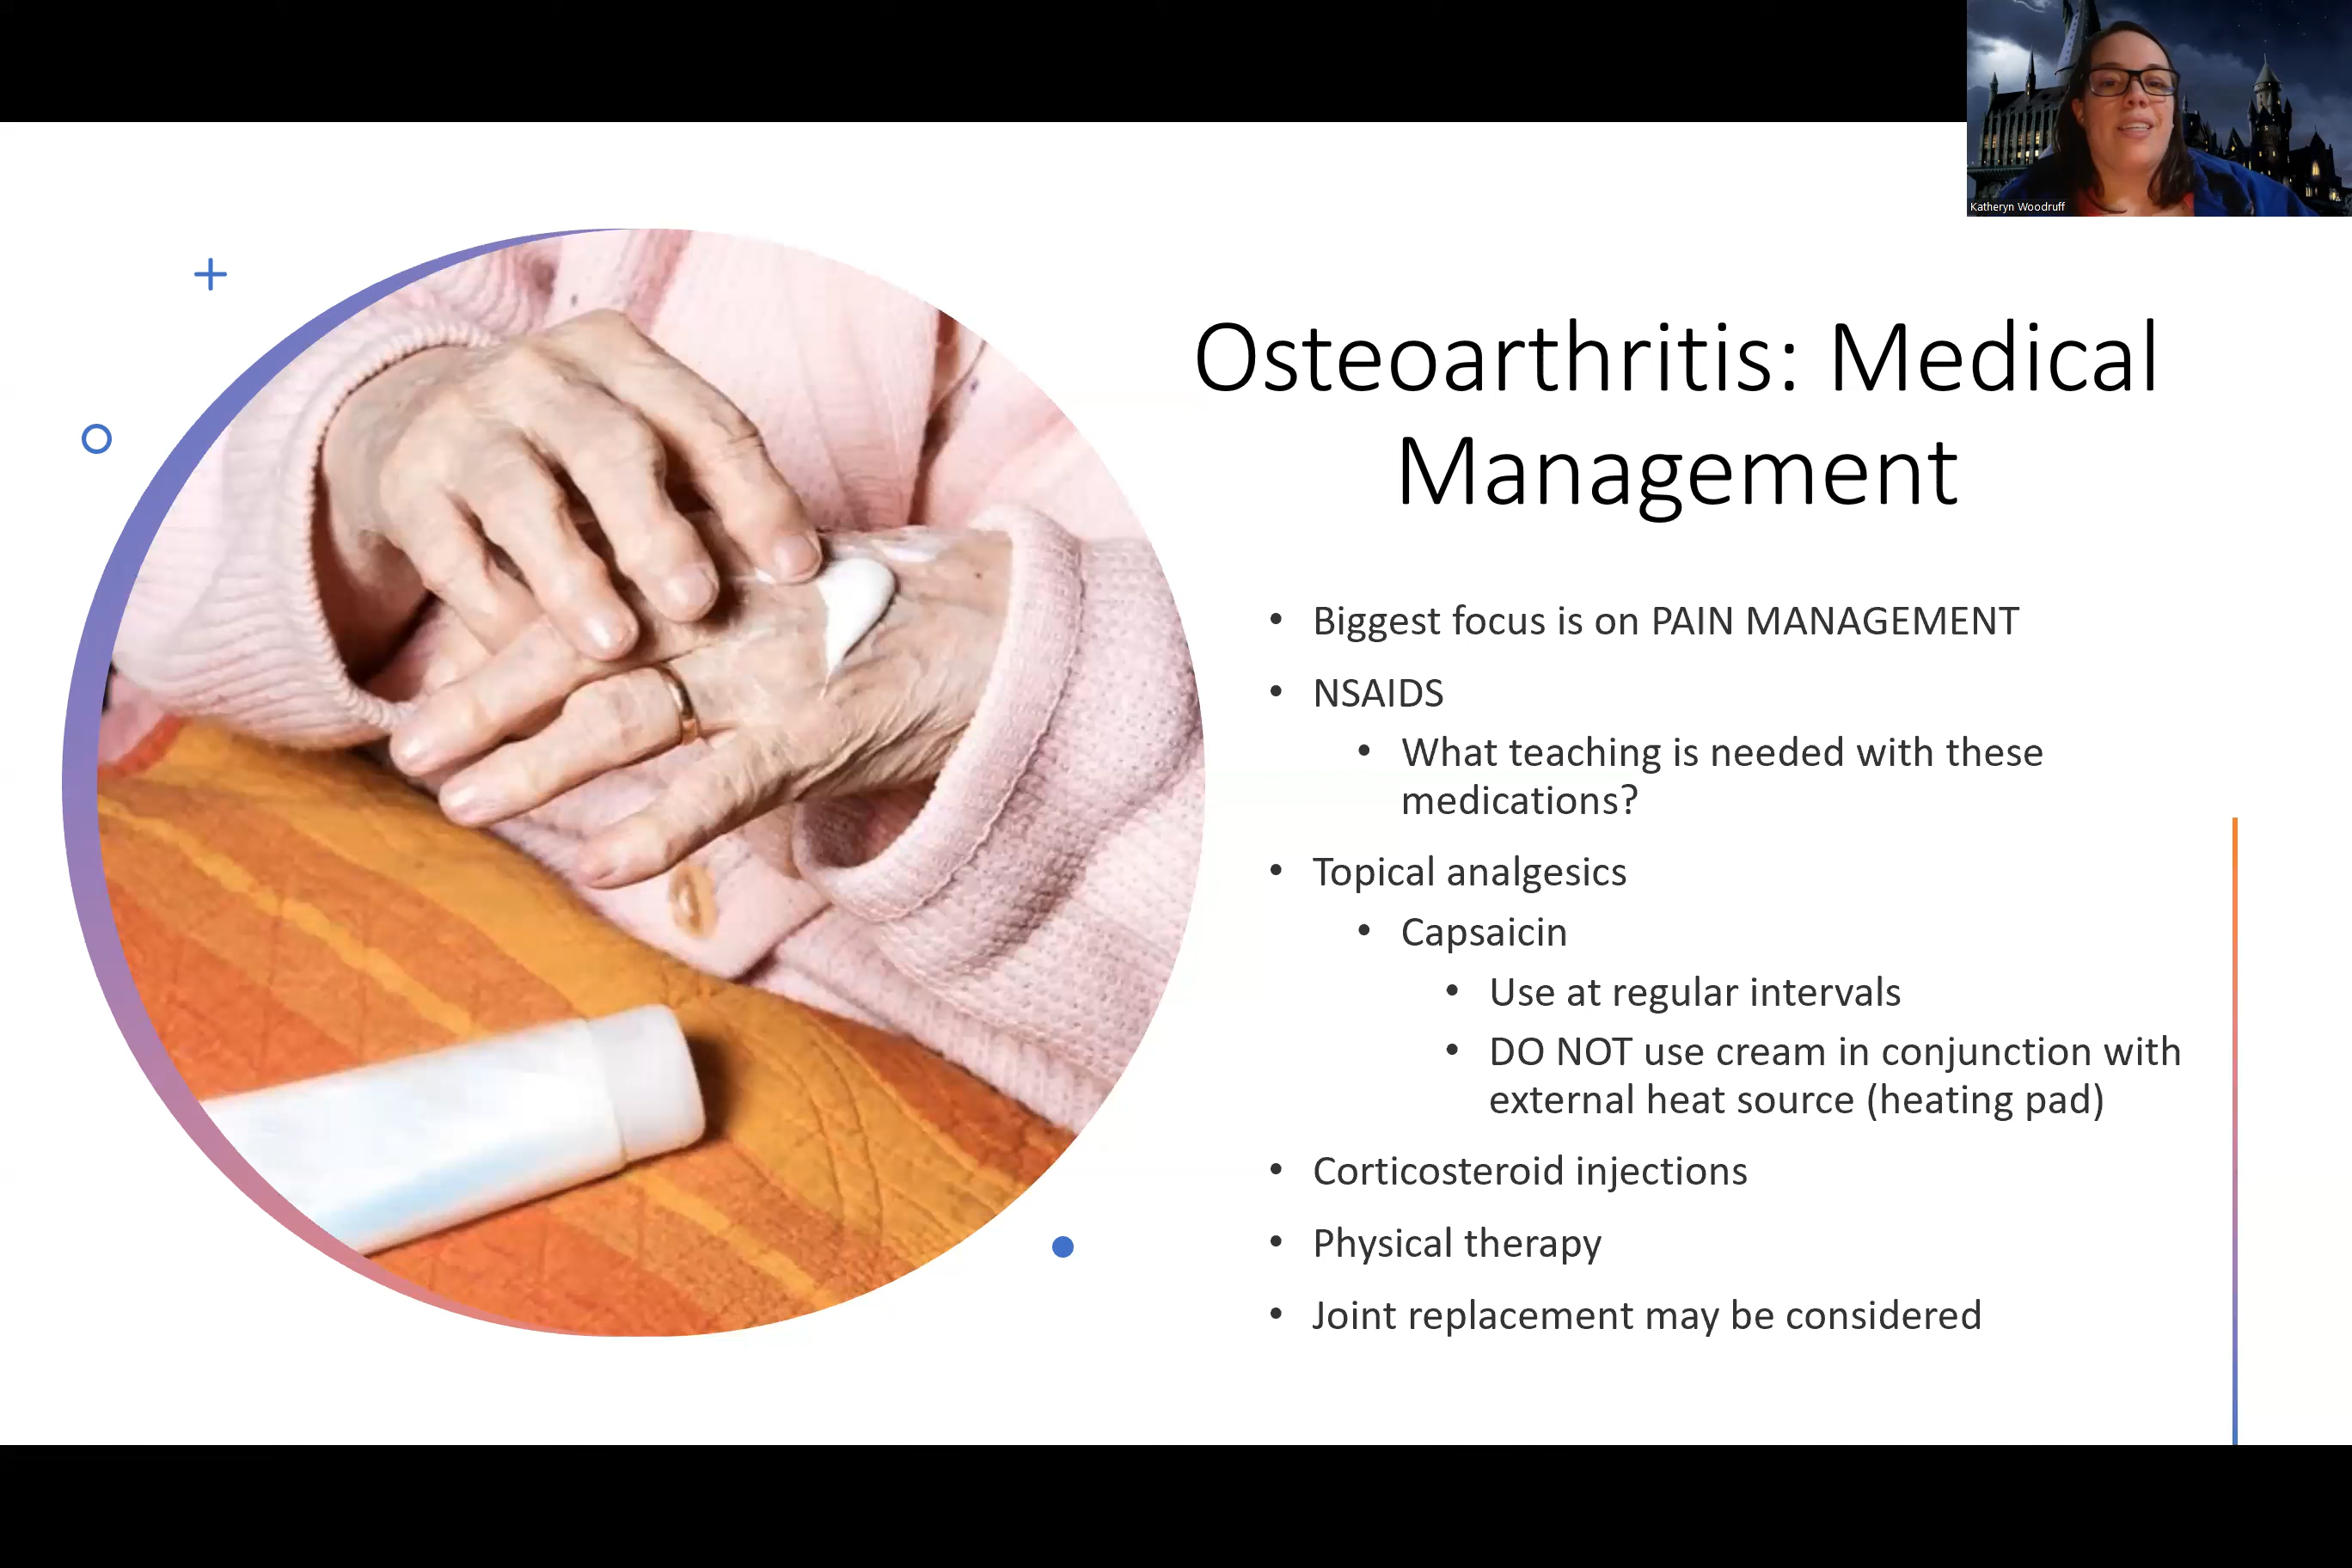 Katheryn Woodruff
Osteoarthritis: Medical
Management
• Biggest focus is on PAIN MANAGEMENT
• NSAIDS
• What teaching is needed with these
medications?
• Topical analgesics
• Capsaicin
• Use at regular intervals
• DO NOT use cream in conjunction with
external heat source (heating pad)
• Corticosteroid injections
• Physical therapy
• Joint replacement may be considered